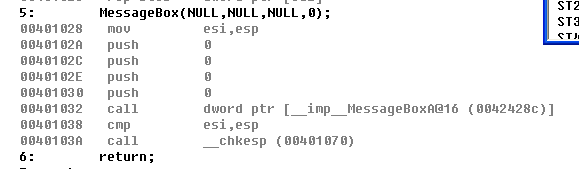 5: MessageBox(NULL,NULL,NULL,0);
00401028 mov esi,esp
0040102A push 0
0040102C push 0
0040102E push 0
00401030 push 0
00401032 call dword ptr [__imp__MessageBoxA@16 (0042428c)]
00401038 cmp esi,esp
0040103A call __chkesp (00401070)
6: return;
ST2
ST3